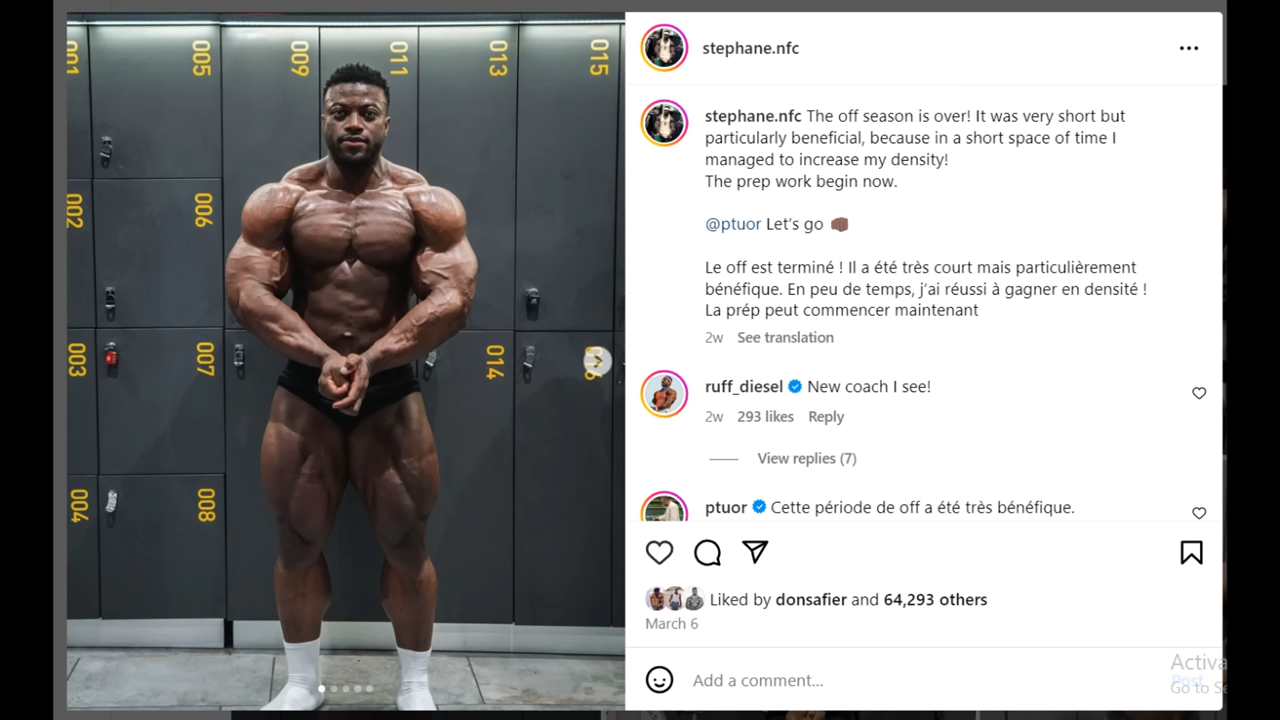 001
005
009
011
013
015
002
006
003
007
014
004
008
stephane.nfc
stephane.nfc The off season is over! It was very short but
particularly beneficial, because in a short space of time I
managed to increase my density!
The prep work begin now.
@ptuor Let's go
Le off est terminé ! Il a été très court mais particulièrement
bénéfique. En peu de temps, j'ai réussi à gagner en densité !
La prép peut commencer maintenant
2w See translation
ruff_diesel New coach I see!
2w 293 likes Reply
View replies (7)
ptuor Cette période de off a été très bénéfique.
Liked by donsafier and 64,293 others
March 6
Add a comment...
Post